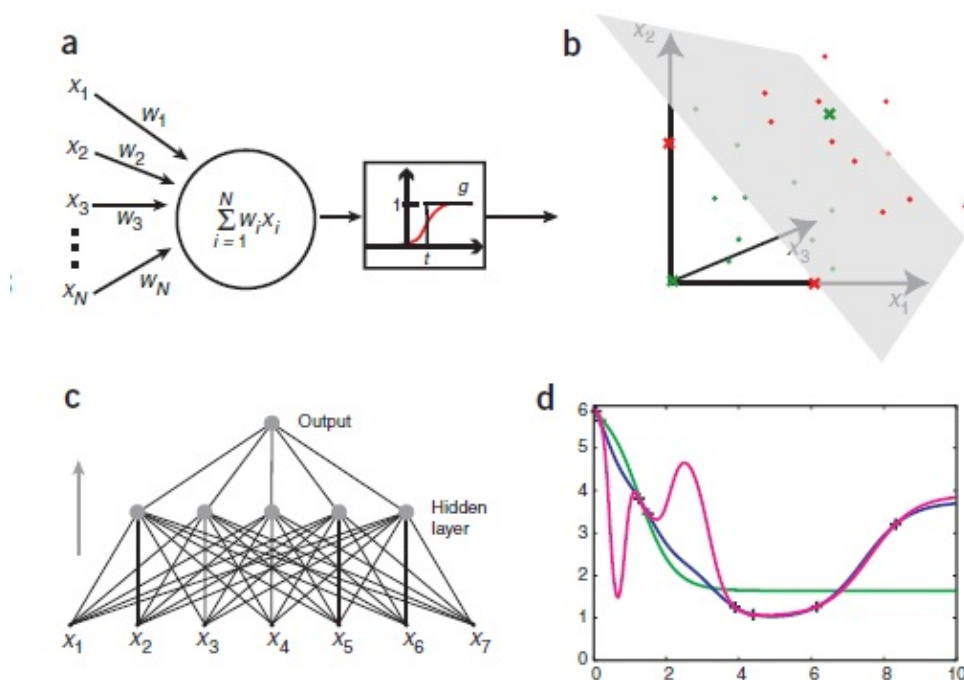 a
x₁
w₁
x₂
w₂
x₃
w₃
xN
wN
N
∑ wᵢxᵢ
i = 1
1
g
t
b
x₂
x₃
x₁
c
Output
Hidden
layer
x₁ x₂ x₃ x₄ x₅ x₆ x₇
d
6
5
4
3
2
1
0
0 2 4 6 8 10